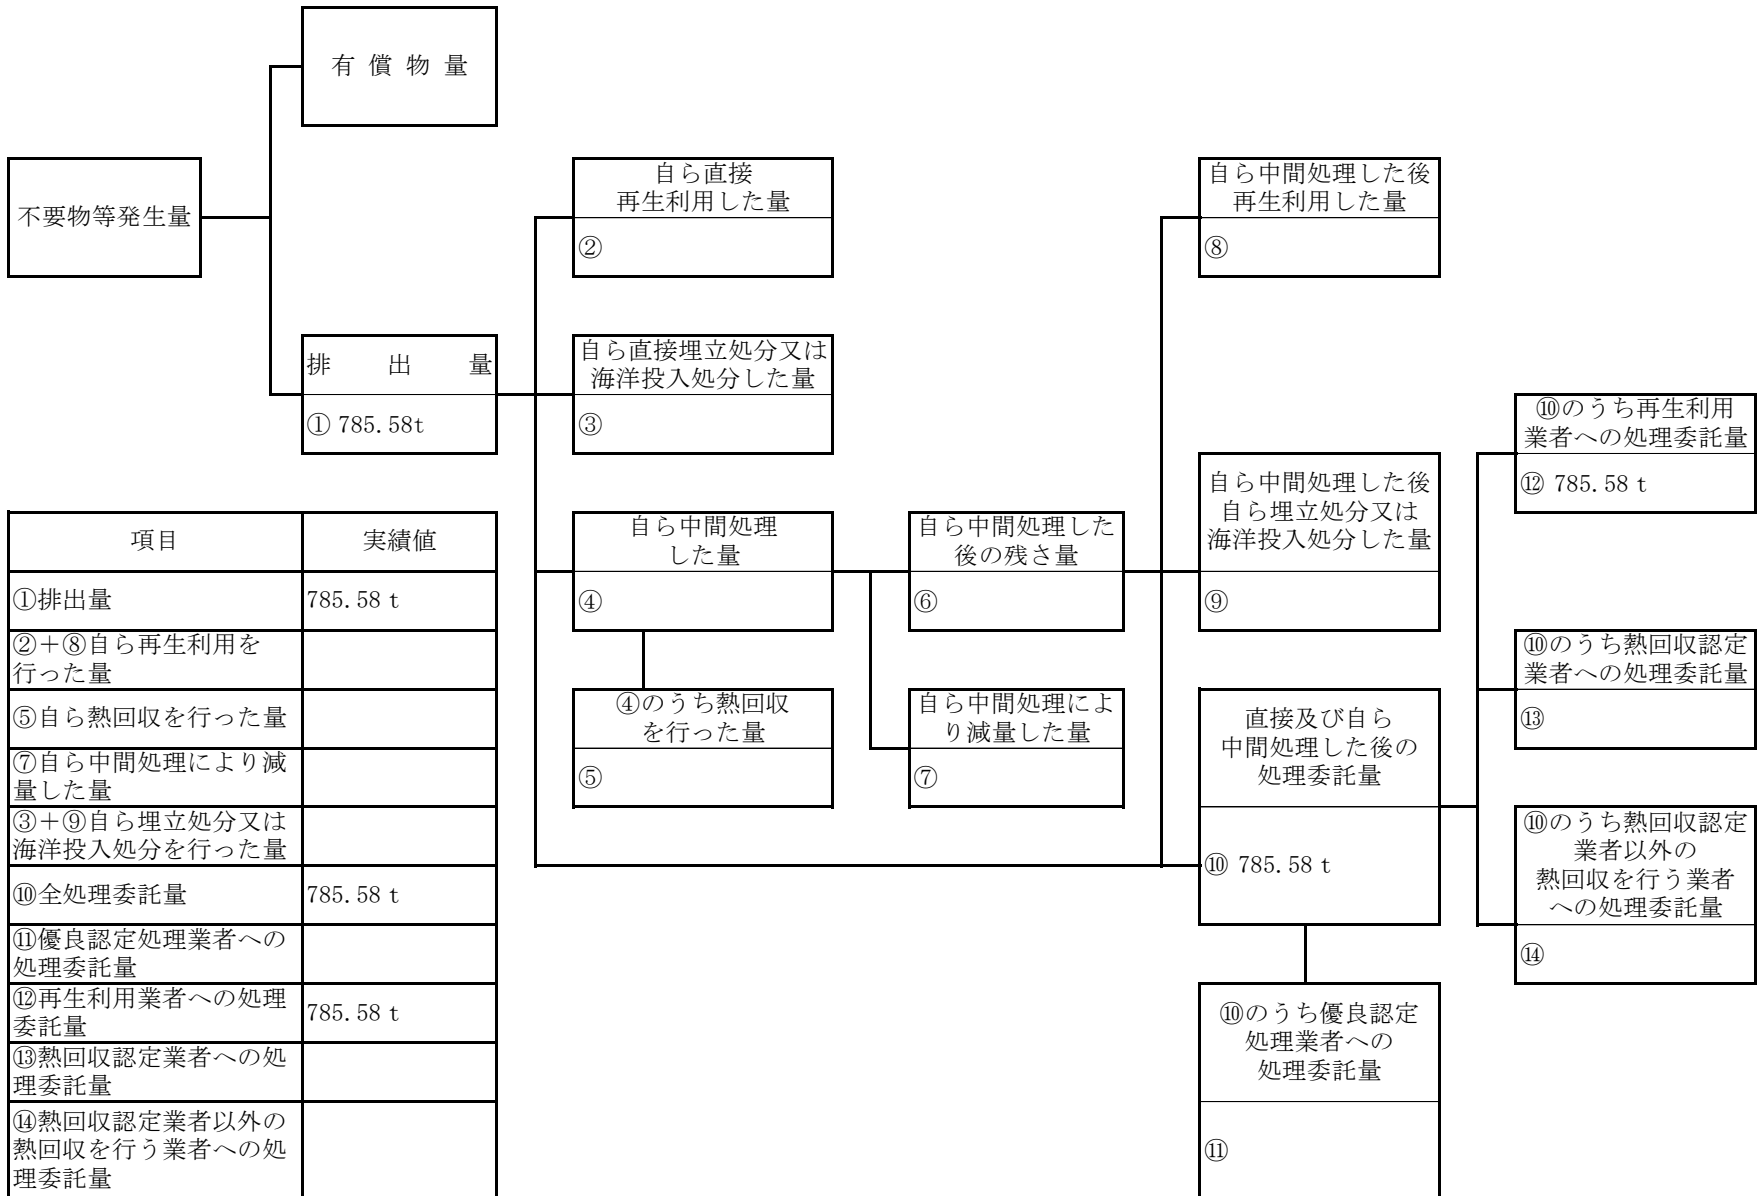 有 償 物 量
不要物等発生量
排 出 量
① 785.58t
自ら直接
再生利用した量
②
自ら直接埋立処分又は
海洋投入処分した量
③
自ら中間処理
した量
④
④のうち熱回収
を行った量
⑤
自ら中間処理した
後の残さ量
⑥
自ら中間処理によ
り減量した量
⑦
自ら中間処理した後
再生利用した量
⑧
自ら中間処理した後
自ら埋立処分又は
海洋投入処分した量
⑨
直接及び自ら
中間処理した後の
処理委託量
⑩ 785.58 t
⑩のうち優良認定
処理業者への
処理委託量
⑪
⑩のうち再生利用
業者への処理委託量
⑫ 785.58 t
⑩のうち熱回収認定
業者への処理委託量
⑬
⑩のうち熱回収認定
業者以外の
熱回収を行う業者
への処理委託量
⑭
項目 実績値
①排出量 785.58 t
②+⑧自ら再生利用を
行った量
⑤自ら熱回収を行った量
⑦自ら中間処理により減
量した量
③+⑨自ら埋立処分又は
海洋投入処分を行った量
⑩全処理委託量 785.58 t
⑪優良認定処理業者への
処理委託量
⑫再生利用業者への処理
委託量 785.58 t
⑬熱回収認定業者への処
理委託量
⑭熱回収認定業者以外の
熱回収を行う業者への処
理委託量